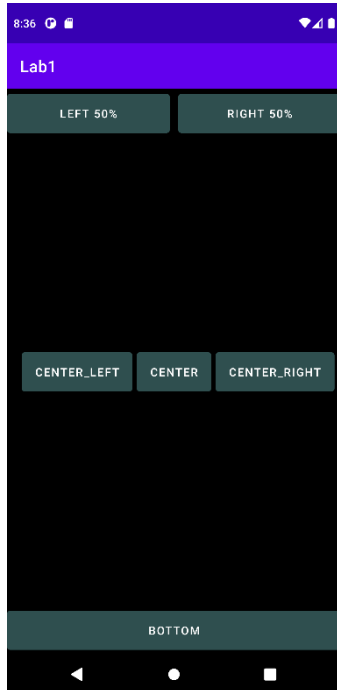 8:36
Lab1
LEFT 50% RIGHT 50%
CENTER_LEFT CENTER CENTER_RIGHT
BOTTOM